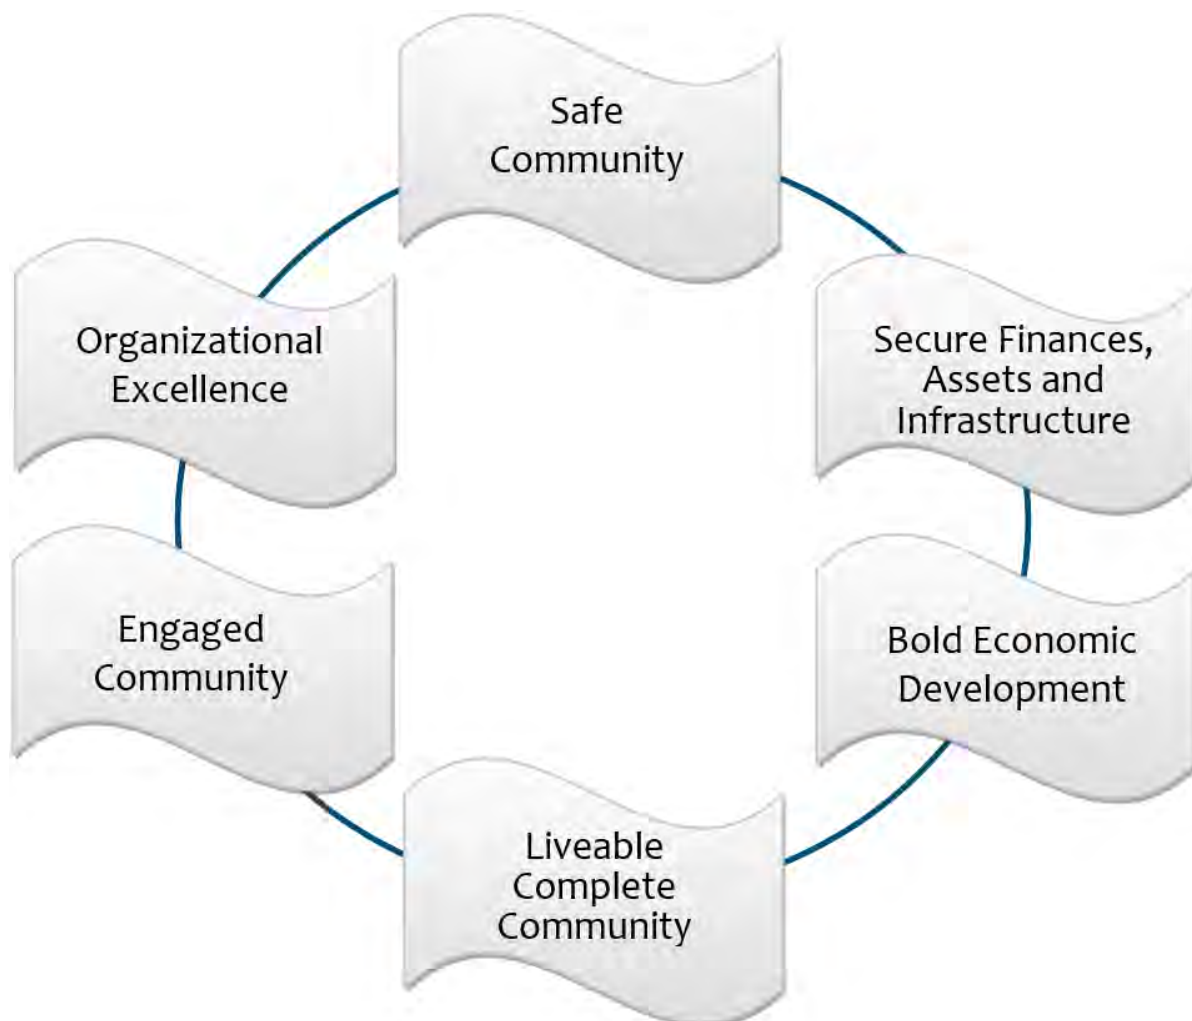 Safe
Community
Organizational
Excellence
Secure Finances,
Assets and
Infrastructure
Engaged
Community
Bold Economic
Development
Liveable
Complete
Community